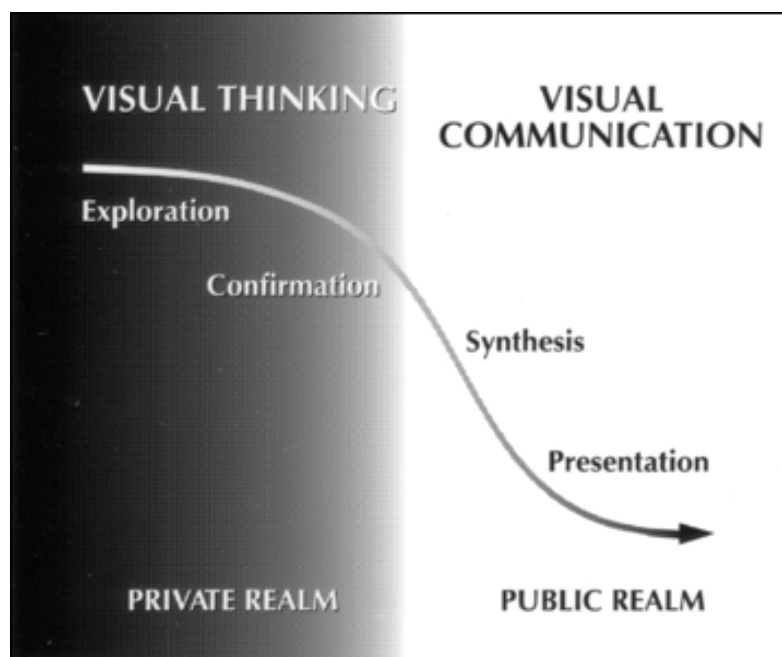 VISUAL THINKING
VISUAL
COMMUNICATION
Exploration
Confirmation
Synthesis
Presentation
PRIVATE REALM
PUBLIC REALM